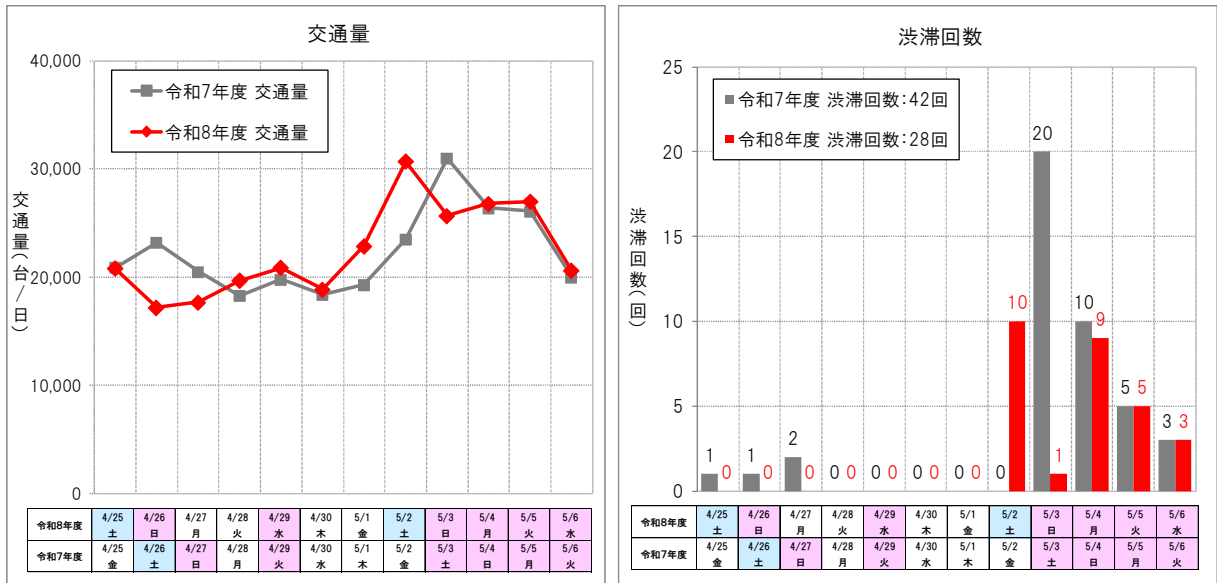 交通量
40,000
30,000
20,000
10,000
0
交通量(台/日)
令和7年度 交通量
令和8年度 交通量
令和8年度 4/25 4/26 4/27 4/28 4/29 4/30 5/1 5/2 5/3 5/4 5/5 5/6
土 日 月 火 水 木 金 土 日 月 火 水
令和7年度 4/25 4/26 4/27 4/28 4/29 4/30 5/1 5/2 5/3 5/4 5/5 5/6
金 土 日 月 火 水 木 金 土 日 月 火
渋滞回数
25
20
15
10
5
0
渋滞回数(回)
令和7年度 渋滞回数:42回
令和8年度 渋滞回数:28回
1 0 1 0 2 0 0 0 0 0 0 0 0 0 0 10 20 1 10 9 5 5 3 3
令和8年度 4/25 4/26 4/27 4/28 4/29 4/30 5/1 5/2 5/3 5/4 5/5 5/6
土 日 月 火 水 木 金 土 日 月 火 水
令和7年度 4/25 4/26 4/27 4/28 4/29 4/30 5/1 5/2 5/3 5/4 5/5 5/6
金 土 日 月 火 水 木 金 土 日 月 火